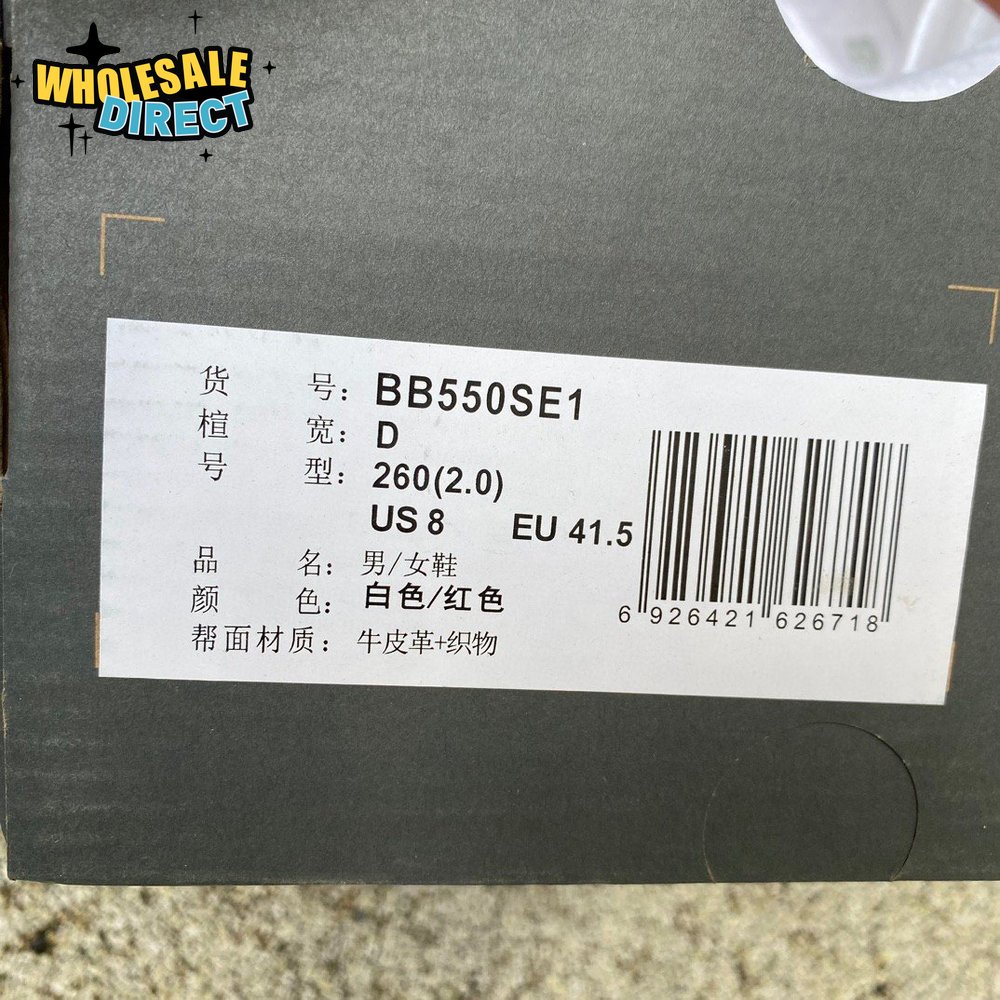 WHOLESALE
DIRECT
货 号: BB550SE1
楦 宽: D
号 型: 260(2.0)
US 8 EU 41.5
品 名: 男/女鞋
颜 色: 白色/红色
帮面材质: 牛皮革+织物
6 926421 626718